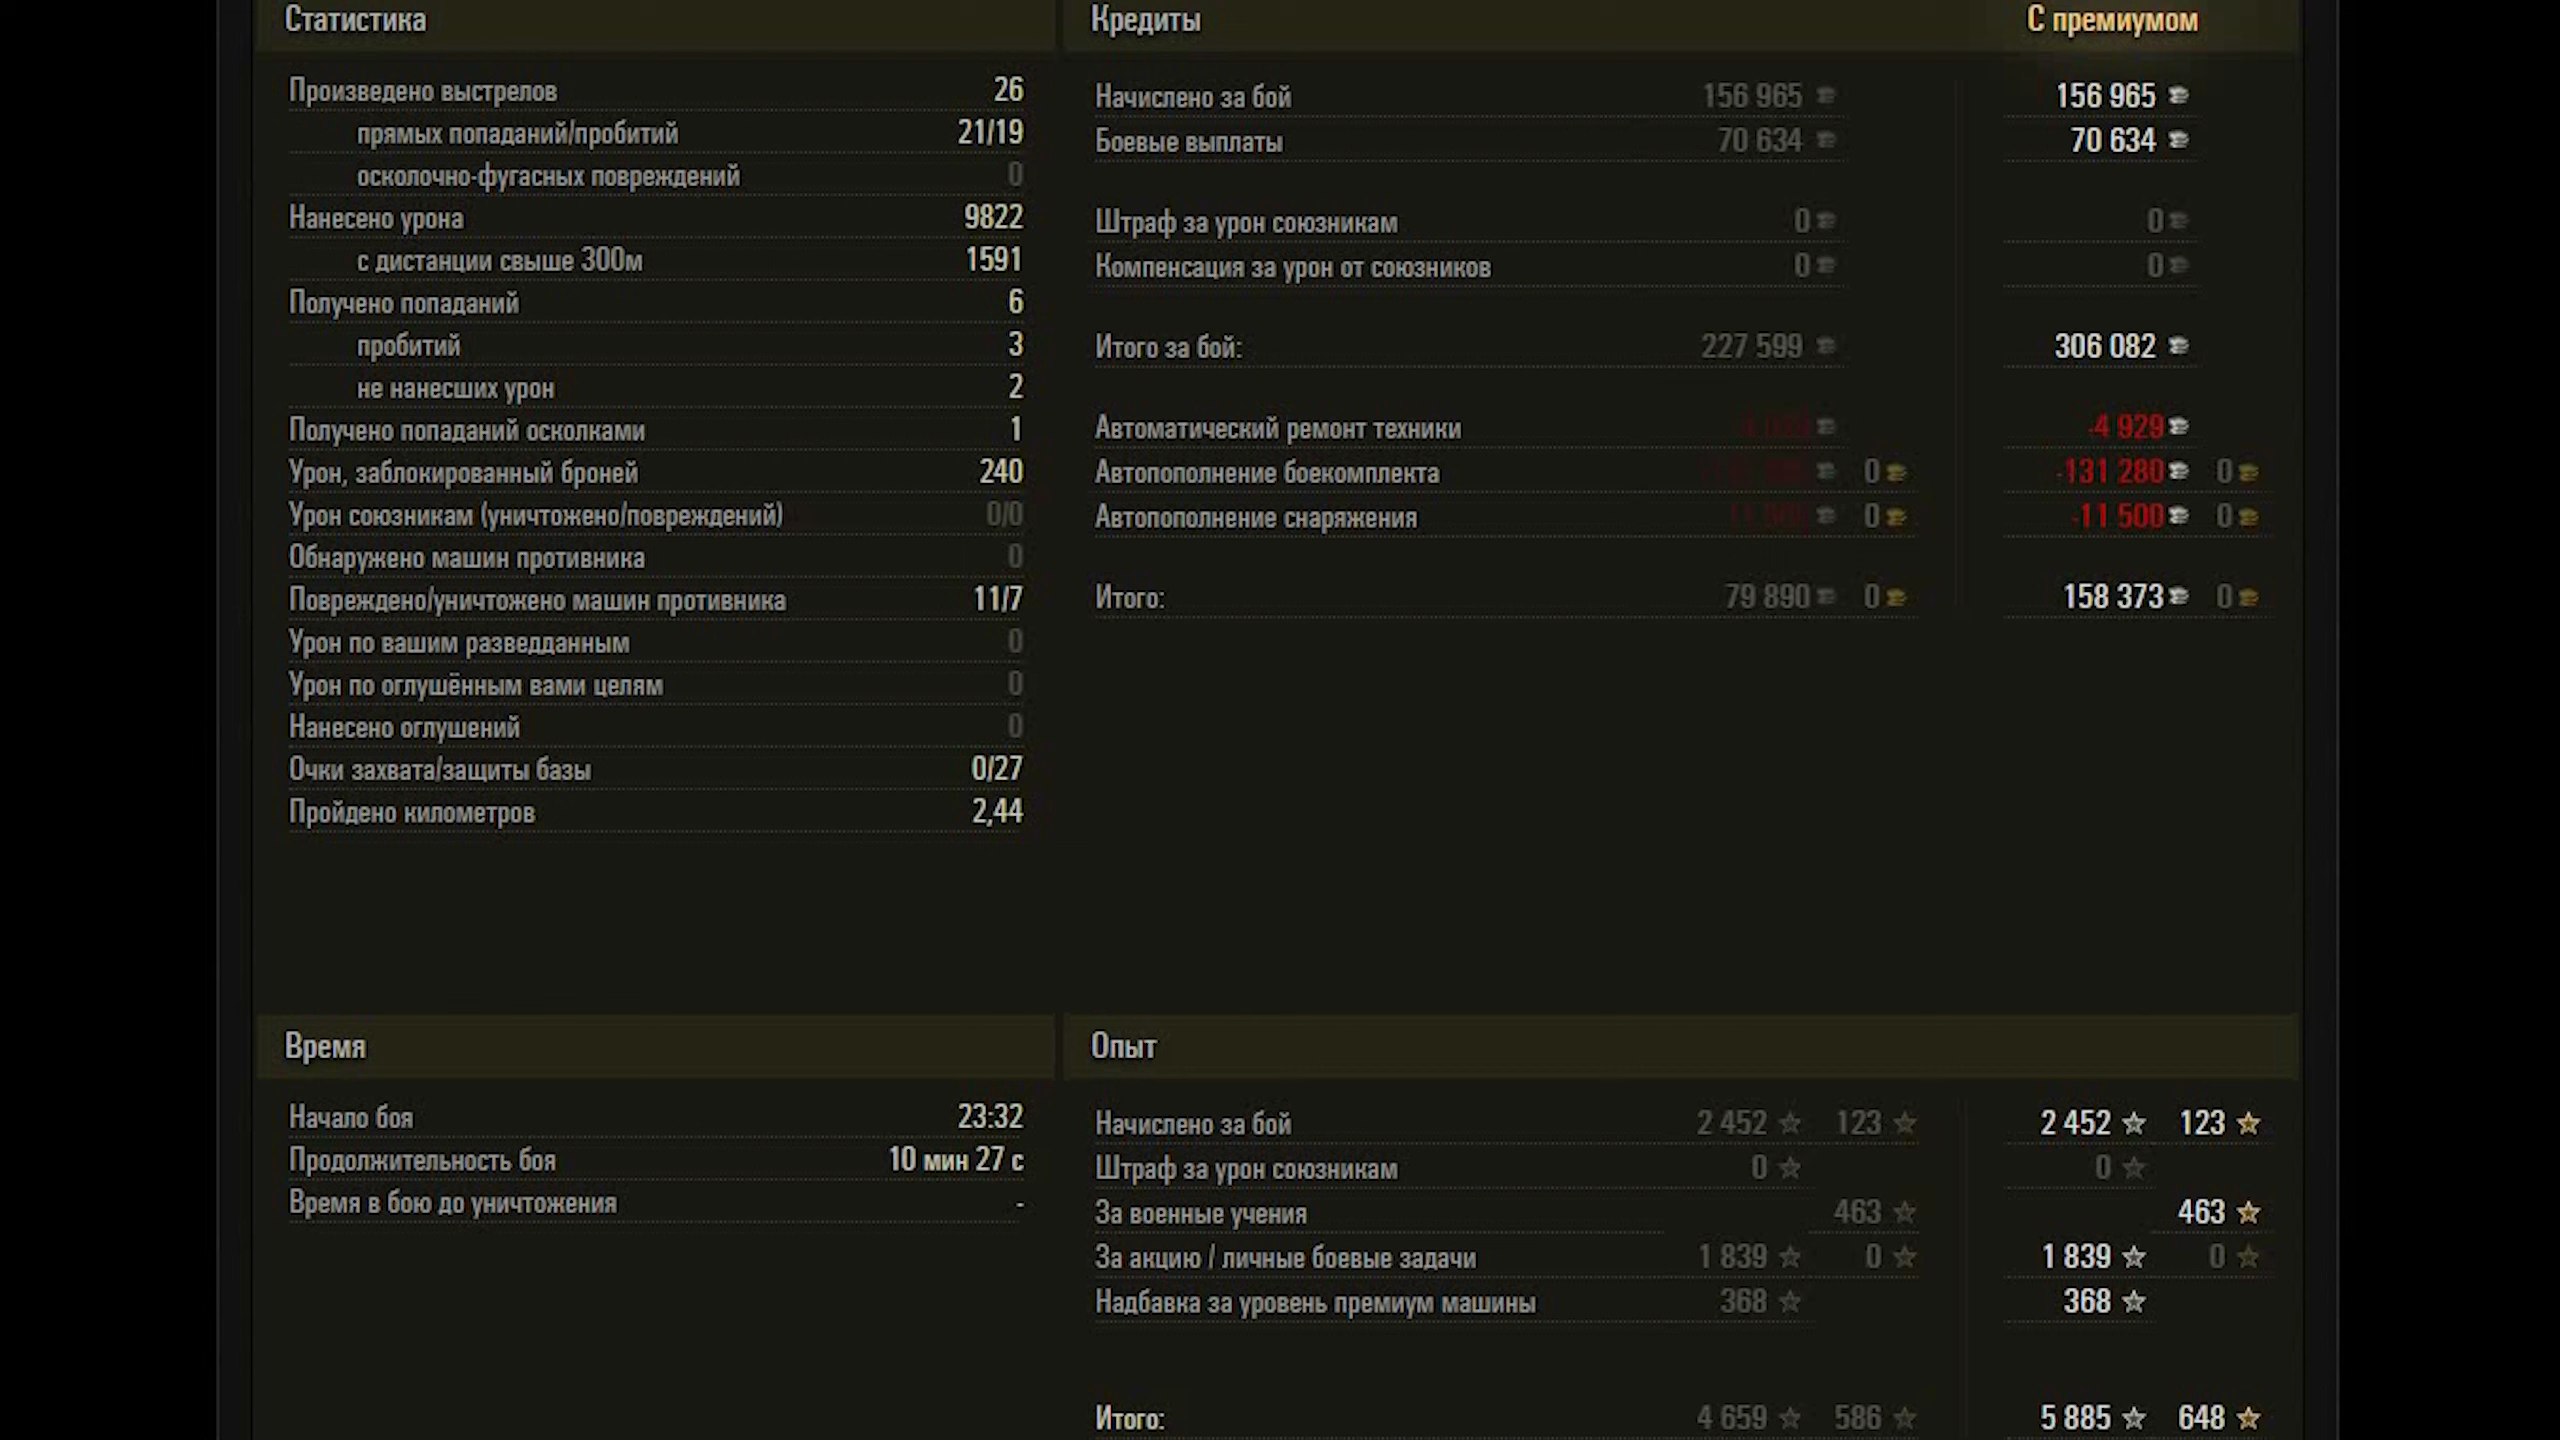 Статистика
Произведено выстрелов 26
прямых попаданий/пробитий 21/19
осколочно-фугасных повреждений 0
Нанесено урона 9822
с дистанции свыше 300м 1591
Получено попаданий 6
пробитий 3
не нанесших урон 2
Получено попаданий осколками 1
Урон, заблокированный броней 240
Урон союзникам (уничтожено/повреждений) 0/0
Обнаружено машин противника 0
Повреждено/уничтожено машин противника 11/7
Урон по вашим разведданным 0
Урон по оглушённым вами целям 0
Нанесено оглушений 0
Очки захвата/защиты базы 0/27
Пройдено километров 2,44
Кредиты С премиумом
Начислено за бой 156 965 156 965
Боевые выплаты 70 634 70 634
Штраф за урон союзникам 0 0
Компенсация за урон от союзников 0 0
Итого за бой: 227 599 306 082
Автоматический ремонт техники -4 929
Автопополнение боекомплекта 0 -131 280 0
Автопополнение снаряжения 0 -11 500 0
Итого: 79 890 0 158 373 0
Время
Начало боя 23:32
Продолжительность боя 10 мин 27 с
Время в бою до уничтожения -
Опыт
Начислено за бой 2 452 123 2 452 123
Штраф за урон союзникам 0 0
За военные учения 463 463
За акцию / личные боевые задачи 1 839 0 1 839 0
Надбавка за уровень премиум машины 368 368
Итого: 4 659 586 5 885 648